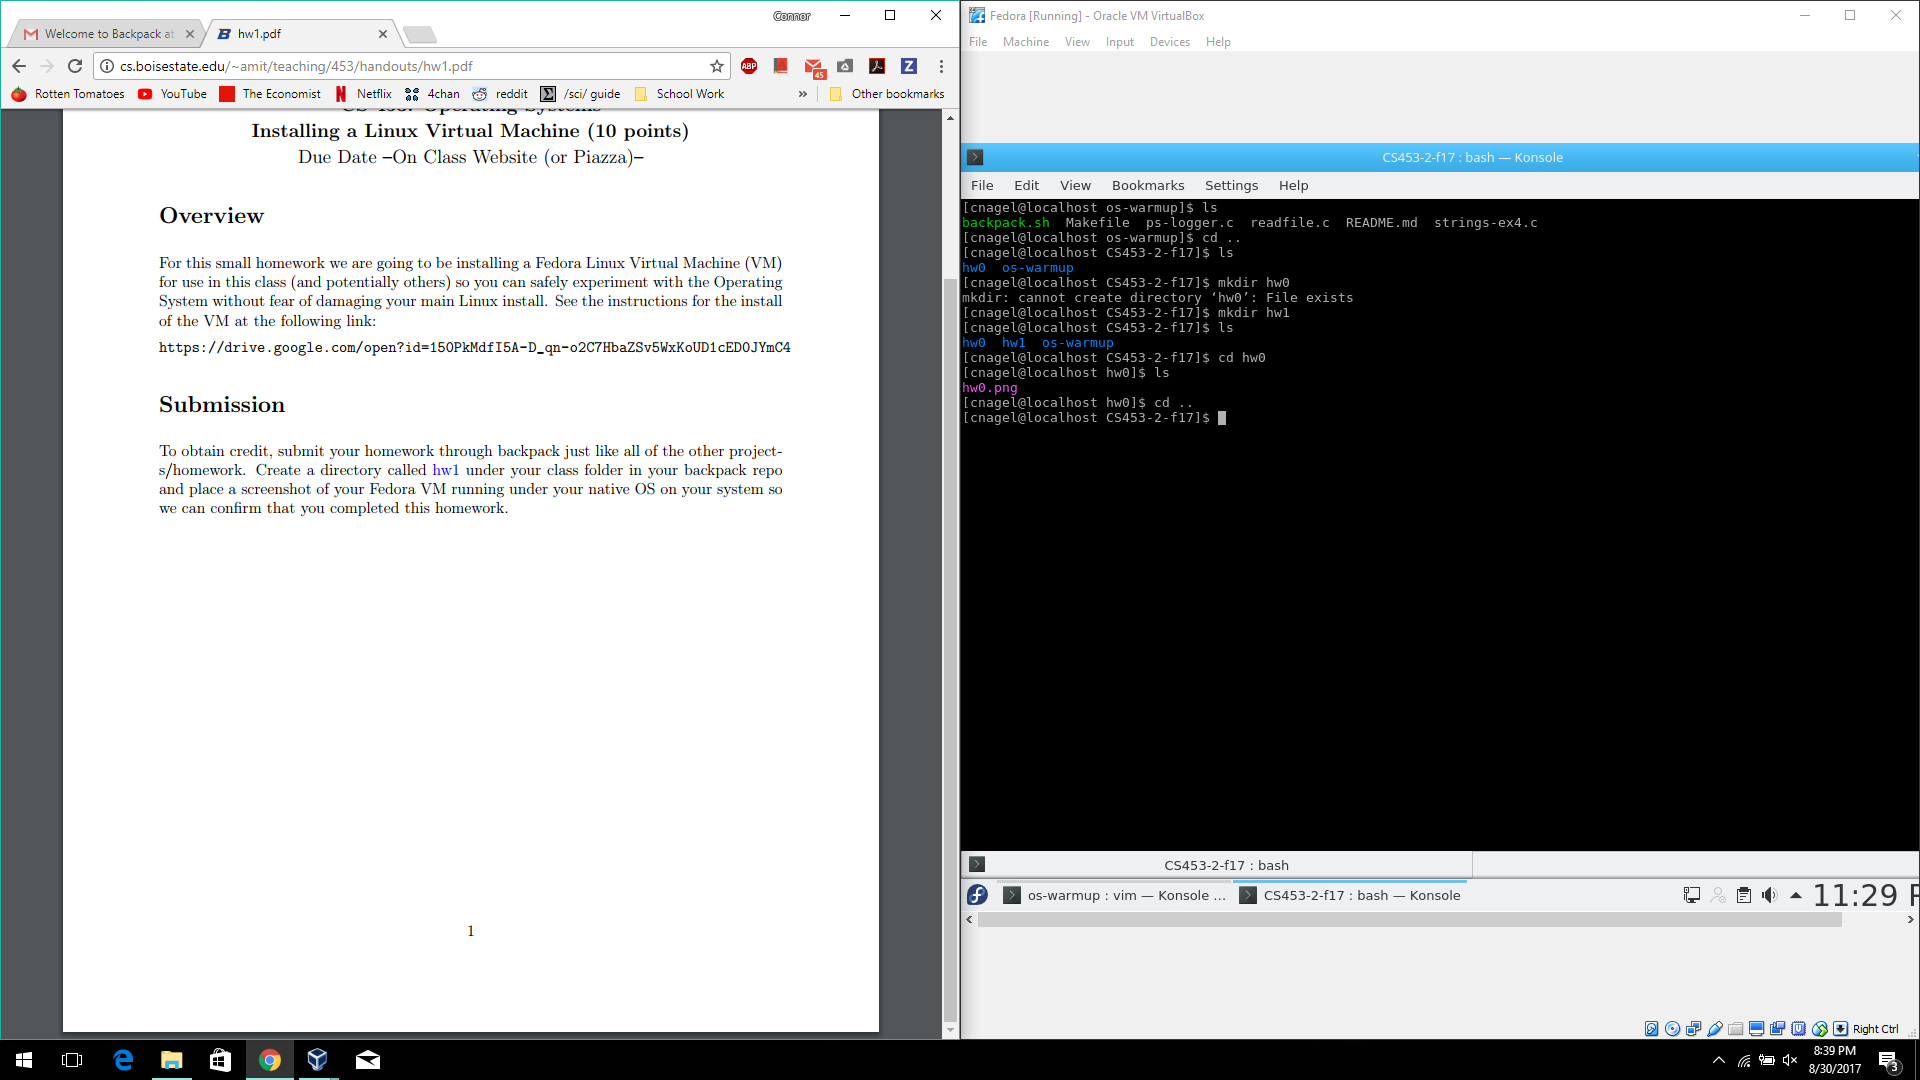 Connor
Welcome to Backpack at
hw1.pdf
cs.boisestate.edu/~amit/teaching/453/handouts/hw1.pdf
ABP
45
Z
Rotten Tomatoes
YouTube
The Economist
Netflix
4chan
reddit
/sci/ guide
School Work
»
Other bookmarks
Installing a Linux Virtual Machine (10 points)
Due Date –On Class Website (or Piazza)–
Overview
For this small homework we are going to be installing a Fedora Linux Virtual Machine (VM)
for use in this class (and potentially others) so you can safely experiment with the Operating
System without fear of damaging your main Linux install. See the instructions for the install
of the VM at the following link:
https://drive.google.com/open?id=15OPkMdfI5A-D_qn-o2C7HbaZSv5WxKoUD1cED0JYmC4
Submission
To obtain credit, submit your homework through backpack just like all of the other project-
s/homework. Create a directory called hw1 under your class folder in your backpack repo
and place a screenshot of your Fedora VM running under your native OS on your system so
we can confirm that you completed this homework.
1
Fedora [Running] - Oracle VM VirtualBox
File Machine View Input Devices Help
CS453-2-f17 : bash — Konsole
File Edit View Bookmarks Settings Help
[cnagel@localhost os-warmup]$ ls
backpack.sh Makefile ps-logger.c readfile.c README.md strings-ex4.c
[cnagel@localhost os-warmup]$ cd ..
[cnagel@localhost CS453-2-f17]$ ls
hw0 os-warmup
[cnagel@localhost CS453-2-f17]$ mkdir hw0
mkdir: cannot create directory ‘hw0’: File exists
[cnagel@localhost CS453-2-f17]$ mkdir hw1
[cnagel@localhost CS453-2-f17]$ ls
hw0 hw1 os-warmup
[cnagel@localhost CS453-2-f17]$ cd hw0
[cnagel@localhost hw0]$ ls
hw0.png
[cnagel@localhost hw0]$ cd ..
[cnagel@localhost CS453-2-f17]$
CS453-2-f17 : bash
os-warmup : vim — Konsole ...
CS453-2-f17 : bash — Konsole
11:29
Right Ctrl
8:39 PM
8/30/2017
3